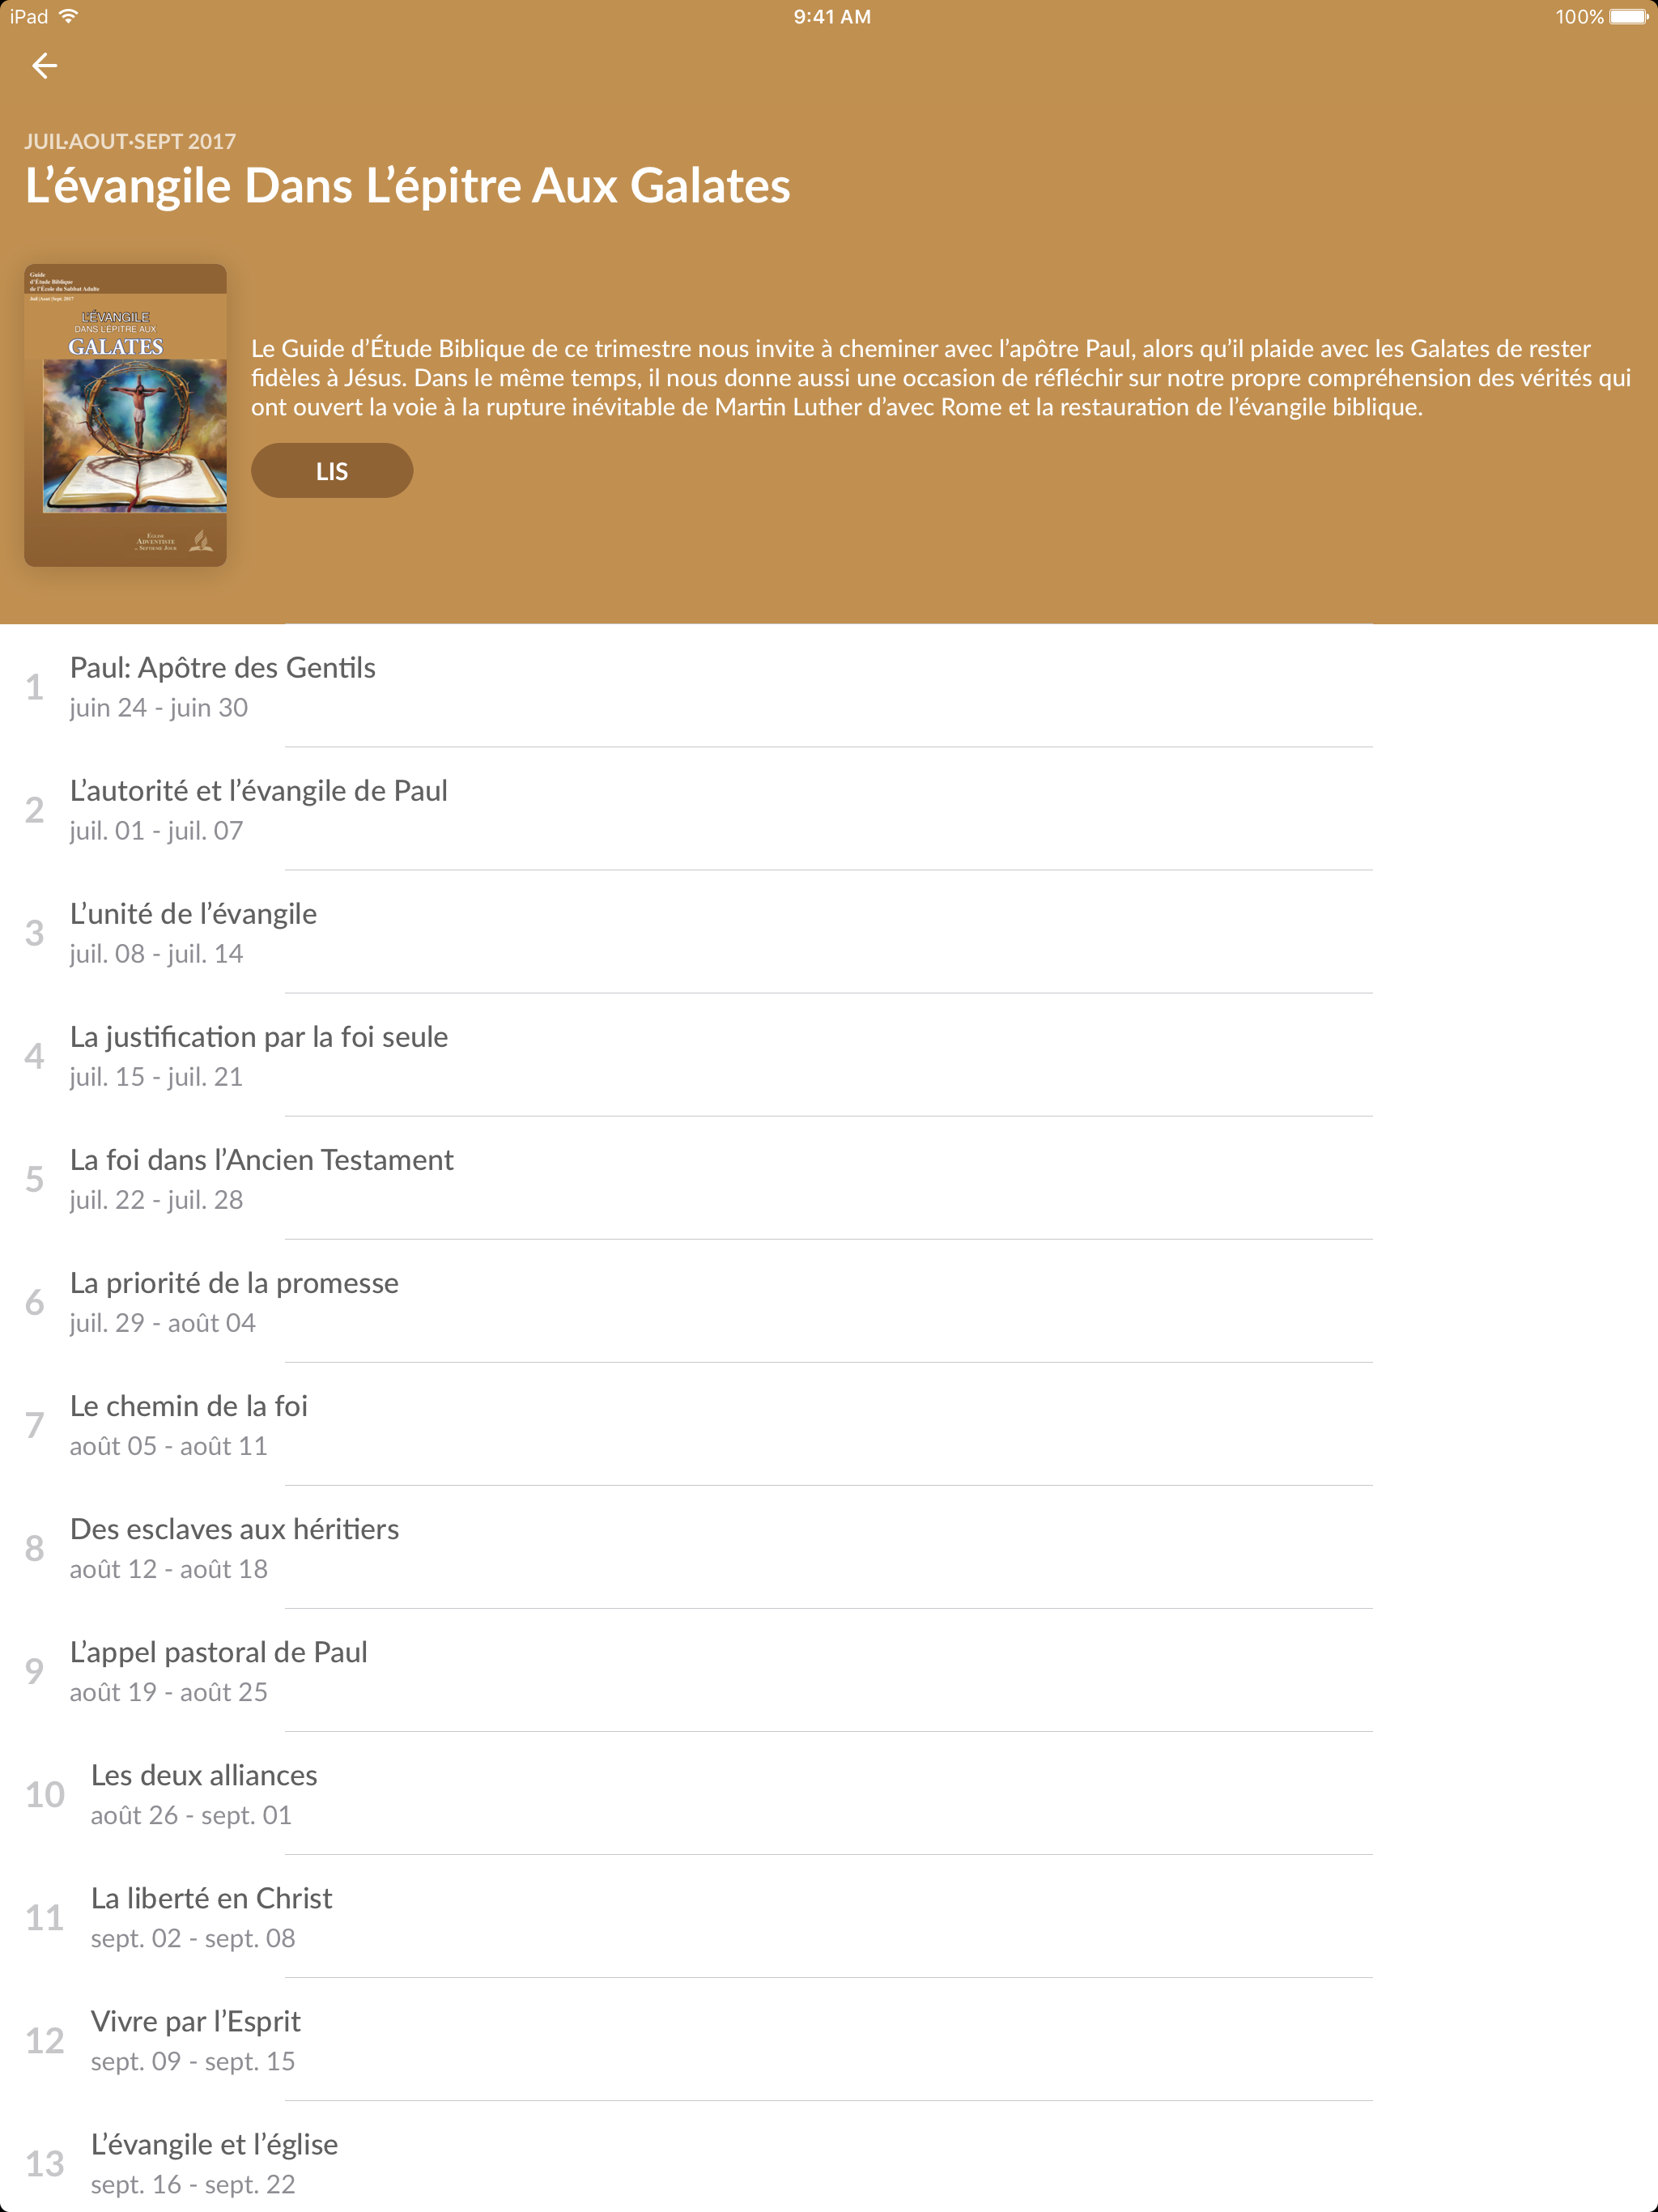 iPad 9:41 AM 100%
JUIL·AOUT·SEPT 2017
L’évangile Dans L’épitre Aux Galates
Guide
d’Étude Biblique
de l’École du Sabbat Adulte
Juil|Aout|Sept. 2017
L’ÉVANGILE
DANS L’ÉPITRE AUX
GALATES
EGLISE
ADVENTISTE
SEPTIEME JOUR
Le Guide d’Étude Biblique de ce trimestre nous invite à cheminer avec l’apôtre Paul, alors qu’il plaide avec les Galates de rester
fidèles à Jésus. Dans le même temps, il nous donne aussi une occasion de réfléchir sur notre propre compréhension des vérités qui
ont ouvert la voie à la rupture inévitable de Martin Luther d’avec Rome et la restauration de l’évangile biblique.
LIS
1
Paul: Apôtre des Gentils
juin 24 - juin 30
2
L’autorité et l’évangile de Paul
juil. 01 - juil. 07
3
L’unité de l’évangile
juil. 08 - juil. 14
4
La justification par la foi seule
juil. 15 - juil. 21
5
La foi dans l’Ancien Testament
juil. 22 - juil. 28
6
La priorité de la promesse
juil. 29 - août 04
7
Le chemin de la foi
août 05 - août 11
8
Des esclaves aux héritiers
août 12 - août 18
9
L’appel pastoral de Paul
août 19 - août 25
10
Les deux alliances
août 26 - sept. 01
11
La liberté en Christ
sept. 02 - sept. 08
12
Vivre par l’Esprit
sept. 09 - sept. 15
13
L’évangile et l’église
sept. 16 - sept. 22